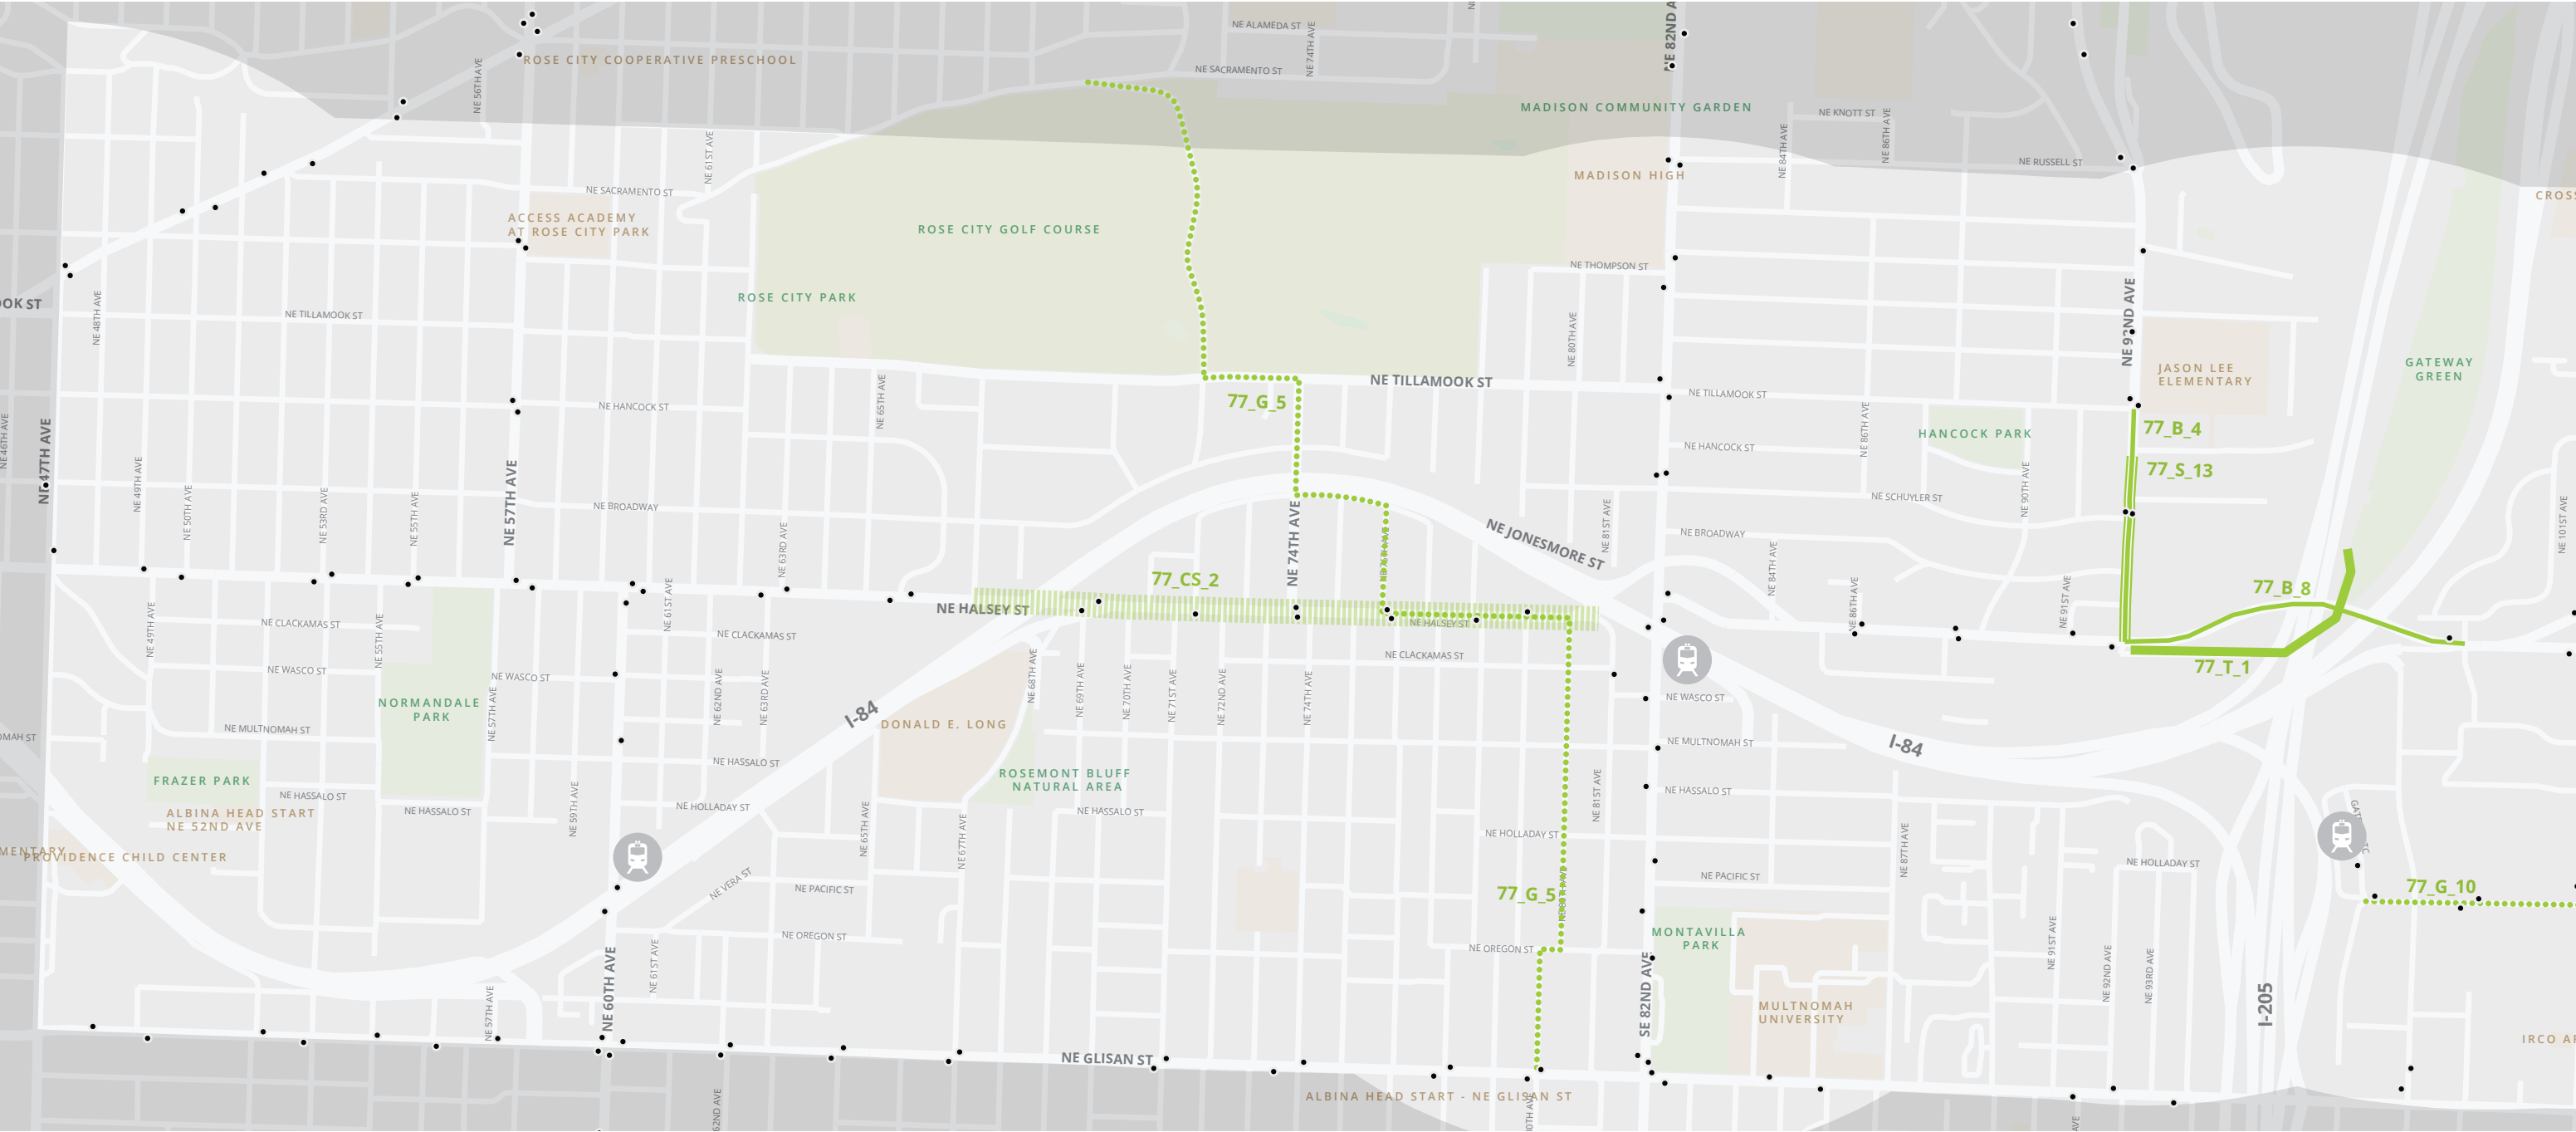 NE ALAMEDA ST
NE 74TH AVE
NE 82ND A
ROSE CITY COOPERATIVE PRESCHOOL
NE SACRAMENTO ST
NE 56TH AVE
MADISON COMMUNITY GARDEN
NE KNOTT ST
NE 86TH AVE
NE 84TH AVE
NE 61ST AVE
NE RUSSELL ST
MADISON HIGH
NE SACRAMENTO ST
CROSS
ACCESS ACADEMY
AT ROSE CITY PARK
ROSE CITY GOLF COURSE
NE THOMPSON ST
ROSE CITY PARK
OOK ST
NE 48TH AVE
NE TILLAMOOK ST
NE 80TH AVE
NE 92ND AVE
JASON LEE
ELEMENTARY
GATEWAY
GREEN
NE TILLAMOOK ST
NE TILLAMOOK ST
77_G_5
NE HANCOCK ST
NE 65TH AVE
NE 86TH AVE
HANCOCK PARK
77_B_4
NE 46TH AVE
NE 47TH AVE
NE HANCOCK ST
77_S_13
NE 49TH AVE
NE 50TH AVE
NE 53RD AVE
NE 55TH AVE
NE 57TH AVE
NE BROADWAY
NE 63RD AVE
NE 74TH AVE
NE JONESMORE ST
NE 81ST AVE
NE SCHUYLER ST
NE 90TH AVE
NE 101ST AVE
NE BROADWAY
NE 84TH AVE
77_CS_2
77_B_8
NE HALSEY ST
NE HALSEY ST
NE 86TH AVE
NE 91ST AVE
NE 49TH AVE
NE CLACKAMAS ST
NE 55TH AVE
NE 61ST AVE
NE CLACKAMAS ST
NE CLACKAMAS ST
77_T_1
NE WASCO ST
NE WASCO ST
NE 57TH AVE
NE 62ND AVE
NE 63RD AVE
NE 68TH AVE
NE 69TH AVE
NE 70TH AVE
NE 71ST AVE
NE 72ND AVE
NE 74TH AVE
NE WASCO ST
NORMANDALE
PARK
I-84
DONALD E. LONG
NE MULTNOMAH ST
OMAH ST
NE MULTNOMAH ST
I-84
NE HASSALO ST
ROSEMONT BLUFF
NATURAL AREA
FRAZER PARK
NE HASSALO ST
NE HASSALO ST
NE 59TH AVE
NE HOLLADAY ST
NE 65TH AVE
NE 67TH AVE
NE HASSALO ST
NE 81ST AVE
NE HASSALO ST
ALBINA HEAD START
NE 52ND AVE
NE HOLLADAY ST
NE 87TH AVE
MENTARY
PROVIDENCE CHILD CENTER
NE HOLLADAY ST
NE VERA ST
NE PACIFIC ST
77_G_5
NE PACIFIC ST
77_G_10
NE 60TH AVE
NE 61ST AVE
NE OREGON ST
NE OREGON ST
MONTAVILLA
PARK
NE 91ST AVE
NE 92ND AVE
NE 93RD AVE
SE 82ND AVE
MULTNOMAH
UNIVERSITY
I-205
NE 57TH AVE
IRCO AF
NE GLISAN ST
ALBINA HEAD START - NE GLISAN ST
62ND AVE
80TH AVE
AVE